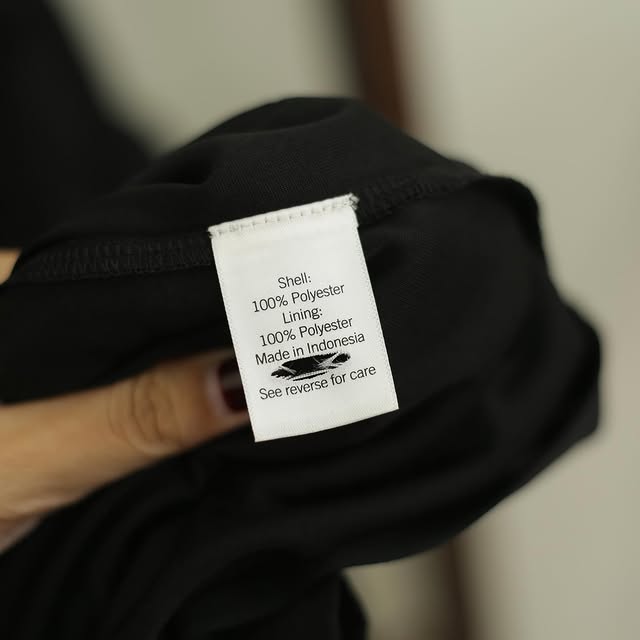 Shell:
100% Polyester
Lining:
100% Polyester
Made in Indonesia
See reverse for care